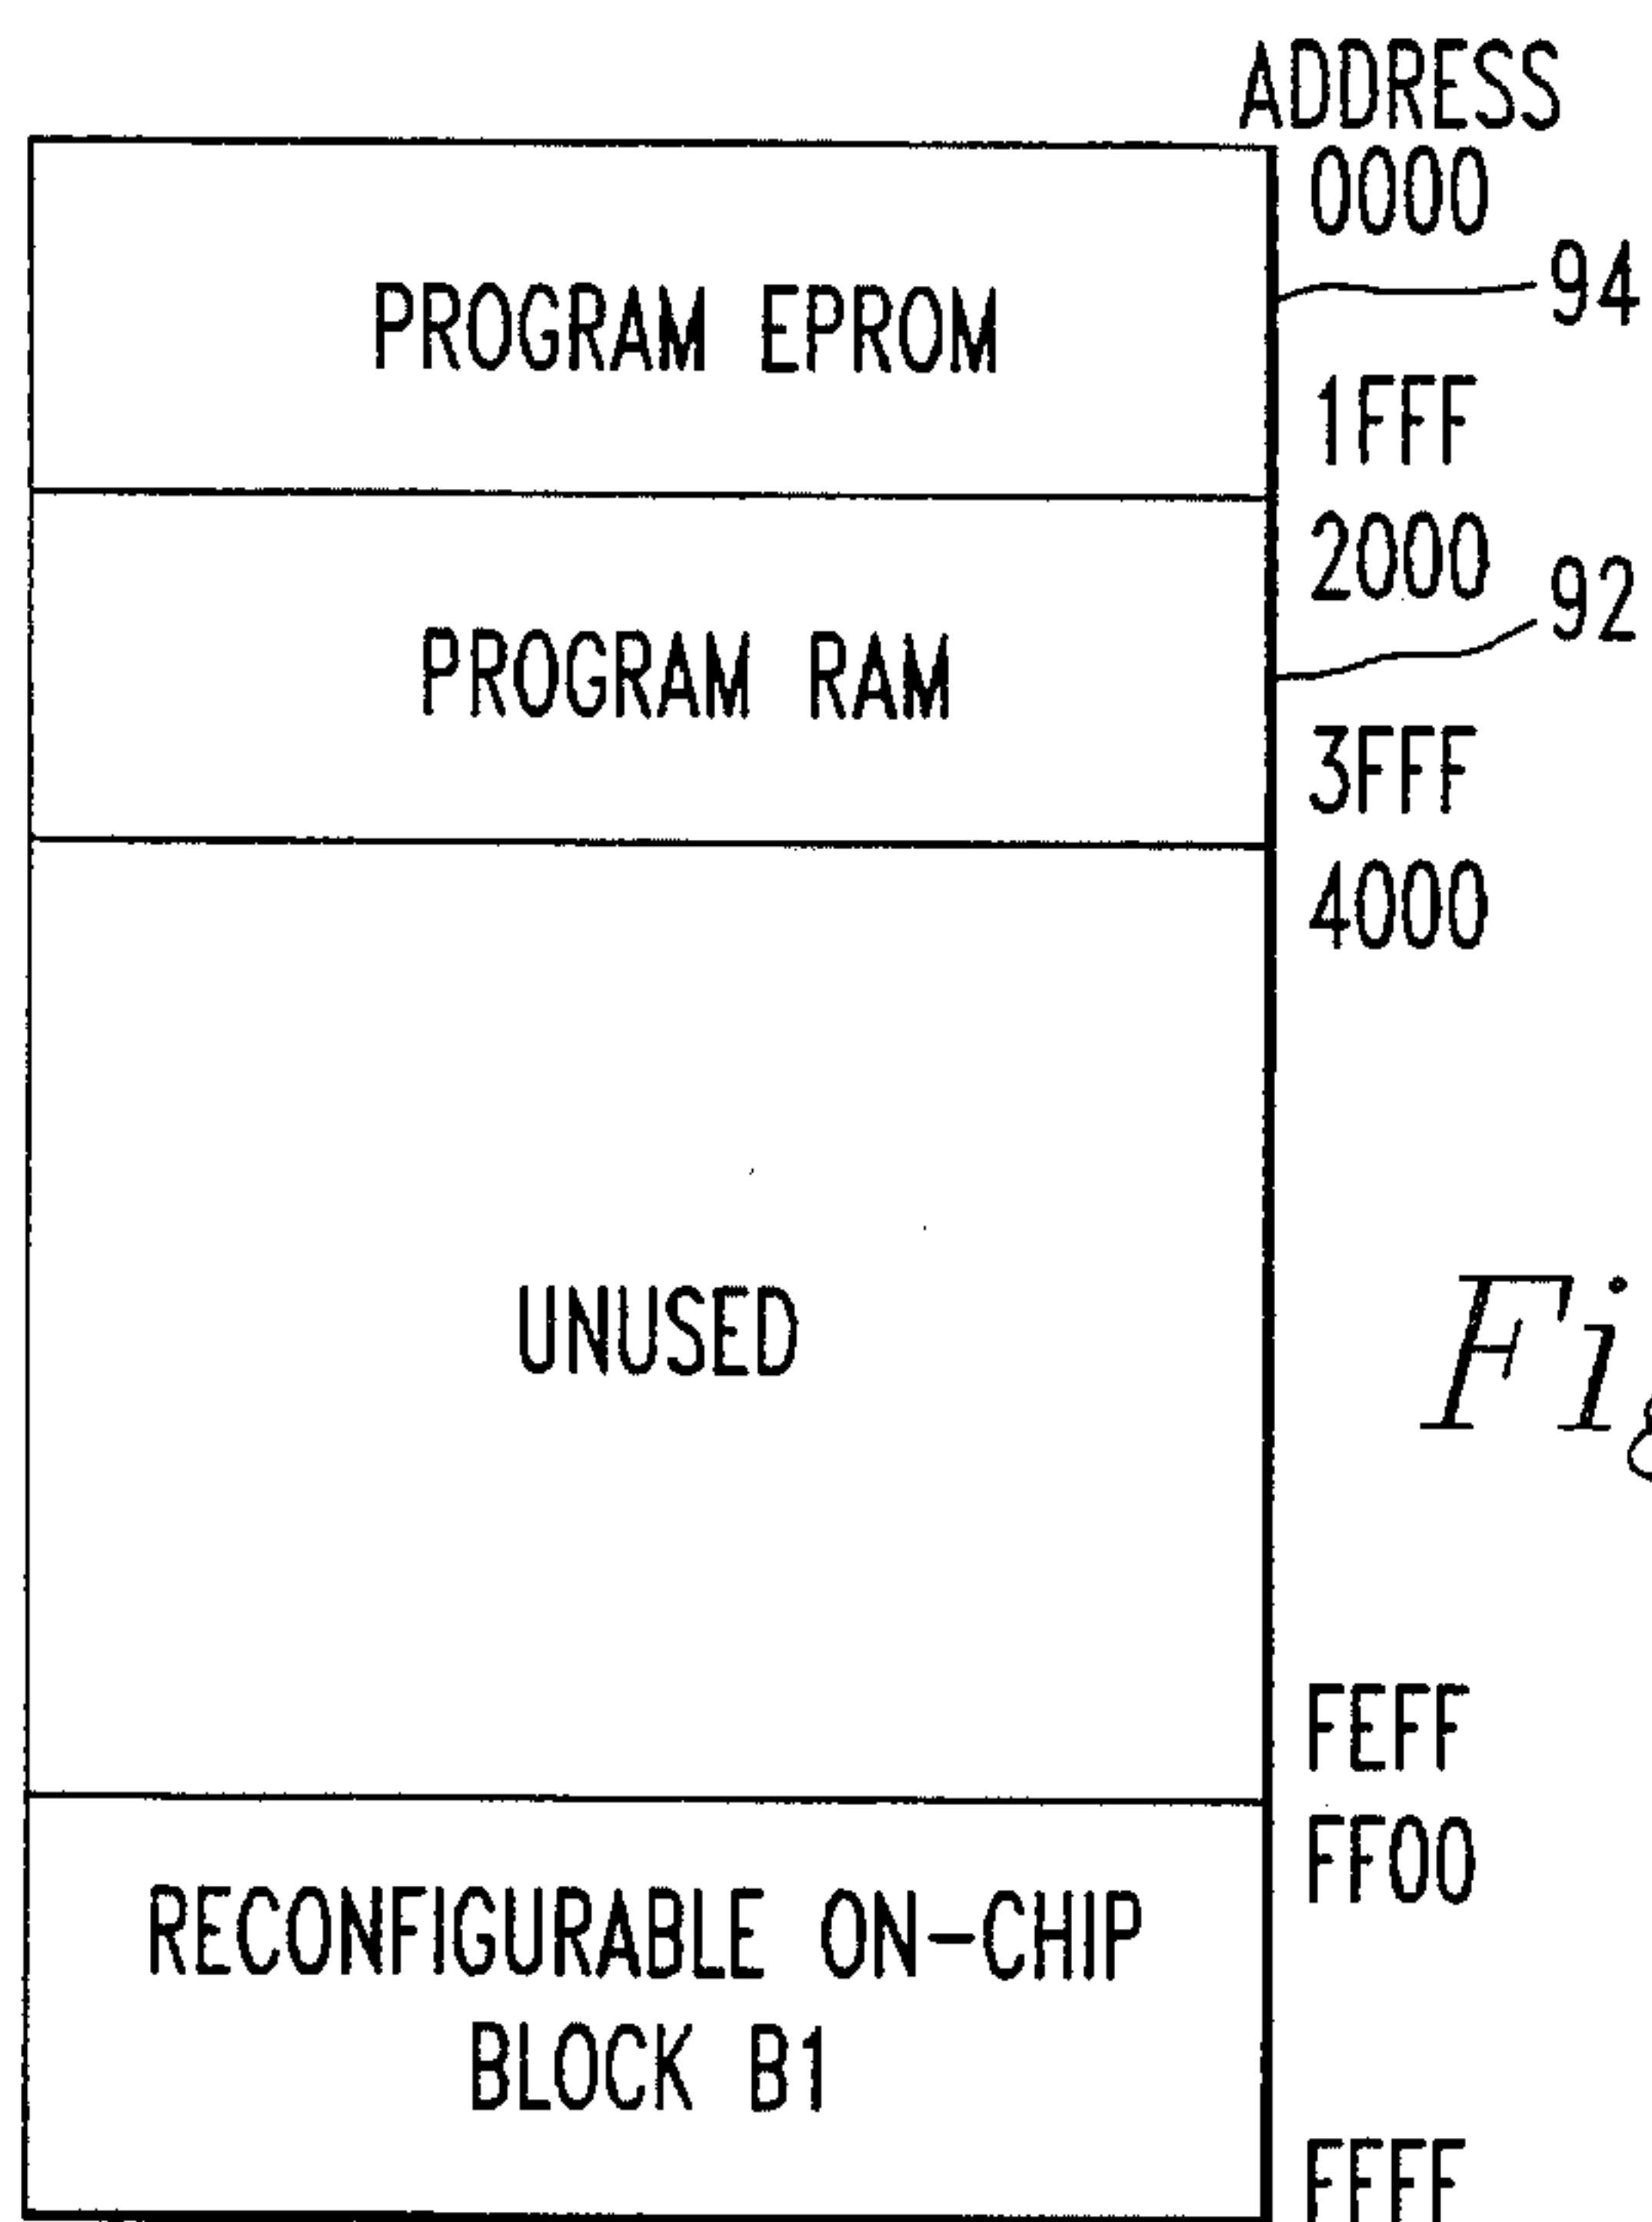 ADDRESS
0000
94
PROGRAM EPROM
1FFF
2000
92
PROGRAM RAM
3FFF
4000
UNUSED
Fig
FEFF
FF00
RECONFIGURABLE ON-CHIP
BLOCK B1
FFFF